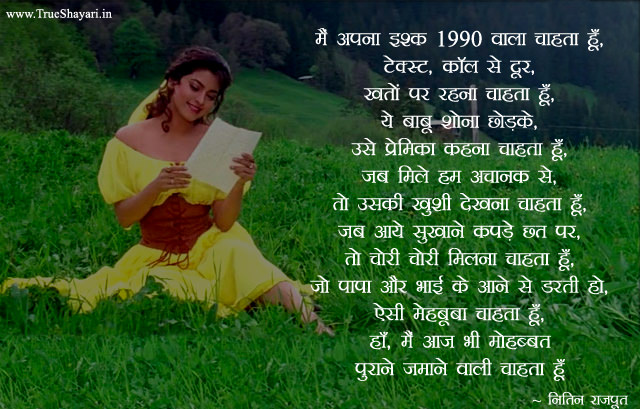 www.TrueShayari.in
मैं अपना इश्क 1990 वाला चाहता हूँ,
टेक्स्ट, कॉल से दूर,
खतों पर रहना चाहता हूँ,
ये बाबू शोना छोड़के,
उसे प्रेमिका कहना चाहता हूँ,
जब मिले हम अचानक से,
तो उसकी खुशी देखना चाहता हूँ,
जब आये सुखाने कपड़े छत पर,
तो चोरी चोरी मिलना चाहता हूँ,
जो पापा और भाई के आने से डरती हो,
ऐसी मेहबूबा चाहता हूँ,
हाँ, मैं आज भी मोहब्बत
पुराने जमाने वाली चाहता हूँ
~ नितिन राजपूत